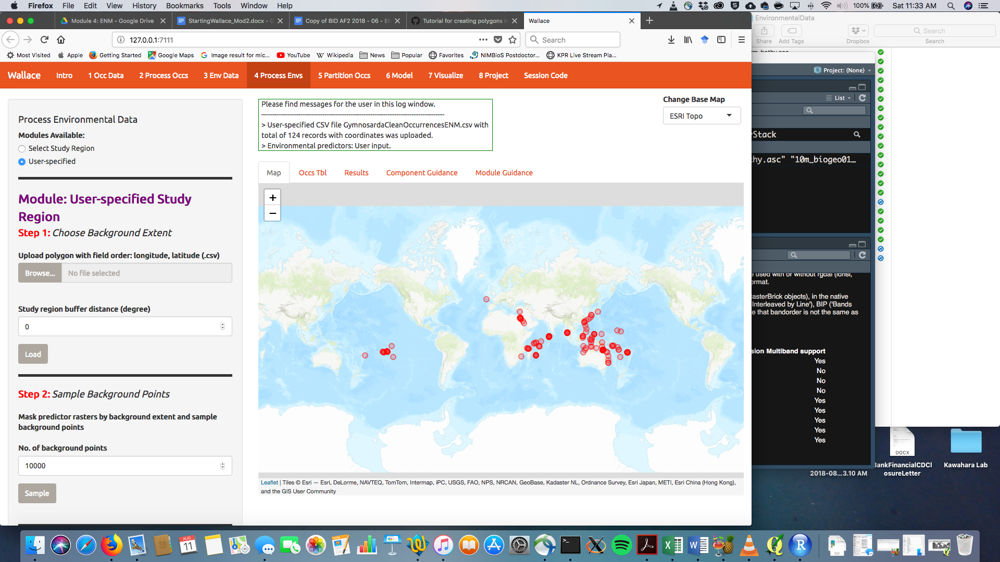 Firefox File Edit View History Bookmarks Tools Window Help
100% Sat 11:33 AM
Module 4: ENM - Google Drive
StartingWallace_Mod2.docx - G
Copy of BID AF2 2018 - 06 - EN
Tutorial for creating polygons in
Wallace
127.0.0.1:7111
Search
Most Visited Apple Getting Started Google Maps Image result for mic... YouTube Wikipedia News Popular Favorites NIMBioS Postdoctor... KPR Live Stream Pla...
Wallace Intro 1 Occ Data 2 Process Occs 3 Env Data 4 Process Envs 5 Partition Occs 6 Model 7 Visualize 8 Project Session Code
Process Environmental Data
Modules Available:
Select Study Region
User-specified
Module: User-specified Study
Region
Step 1: Choose Background Extent
Upload polygon with field order: longitude, latitude (.csv)
Browse... No file selected
Study region buffer distance (degree)
0
Load
Step 2: Sample Background Points
Mask predictor rasters by background extent and sample
background points
No. of background points
10000
Sample
Please find messages for the user in this log window.
> User-specified CSV file GymnosardaCleanOccurrencesENM.csv with
total of 124 records with coordinates was uploaded.
> Environmental predictors: User input.
Change Base Map
ESRI Topo
Map Occs Tbl Results Component Guidance Module Guidance
+
−
Leaflet | Tiles © Esri — Esri, DeLorme, NAVTEQ, TomTom, Intermap, iPC, USGS, FAO, NPS, NRCAN, GeoBase, Kadaster NL, Ordnance Survey, Esri Japan, METI, Esri China (Hong Kong),
and the GIS User Community
EnvironmentalData
Share Add Tags Dropbox Search
Search
Project: (None)
List
Stack
hy.asc" "10m_biogeo01...
e used with or without rgdal (idrisi,
ormat.
asterBrick objects), in the native
Interleaved by Line'), BIP ('Bands
e that bandorder is not the same as
sion Multiband support
Yes
No
No
No
Yes
Yes
Yes
Yes
Yes
DOCX
BankFinancialCDCl
osureLetter
Kawahara Lab
2018-08...3.10 AM
AUG
11